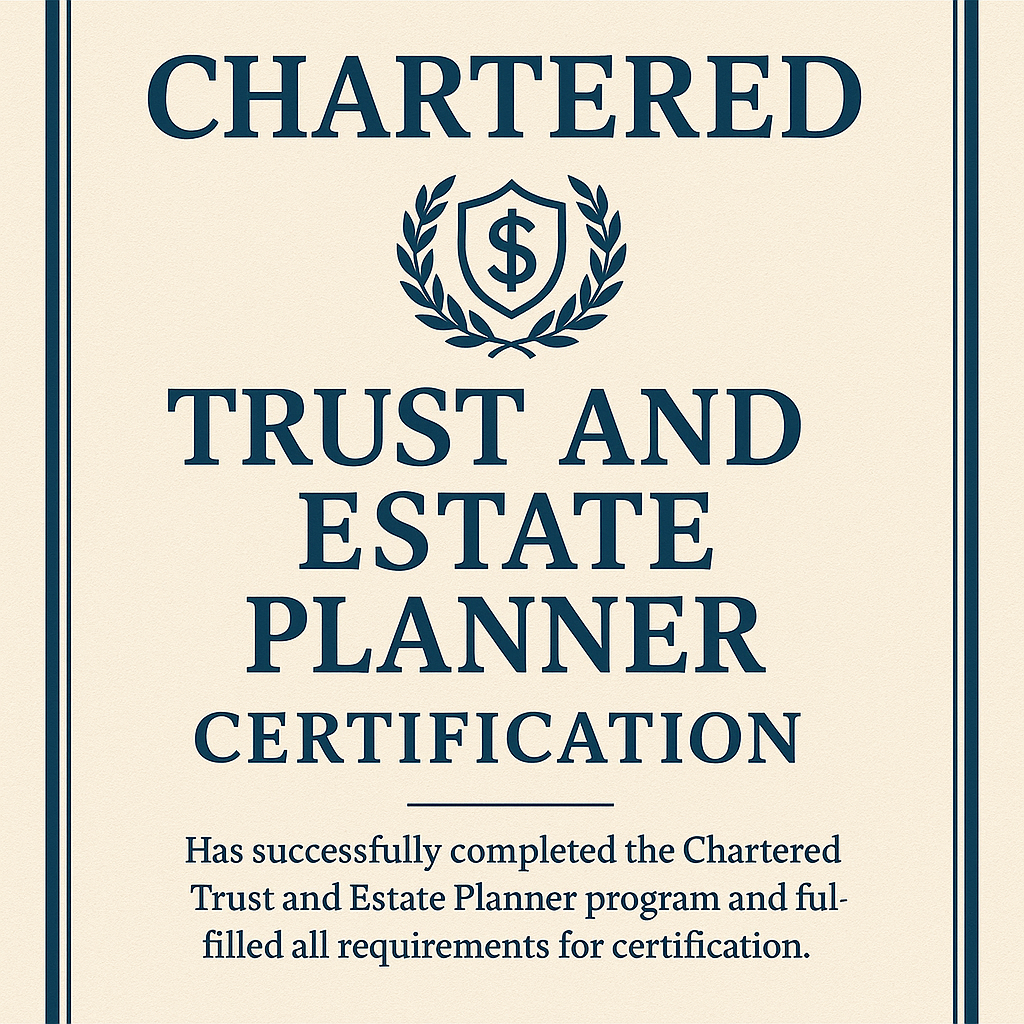 CHARTERED
$
TRUST AND
ESTATE
PLANNER
CERTIFICATION
Has successfully completed the Chartered
Trust and Estate Planner program and ful-
filled all requirements for certification.